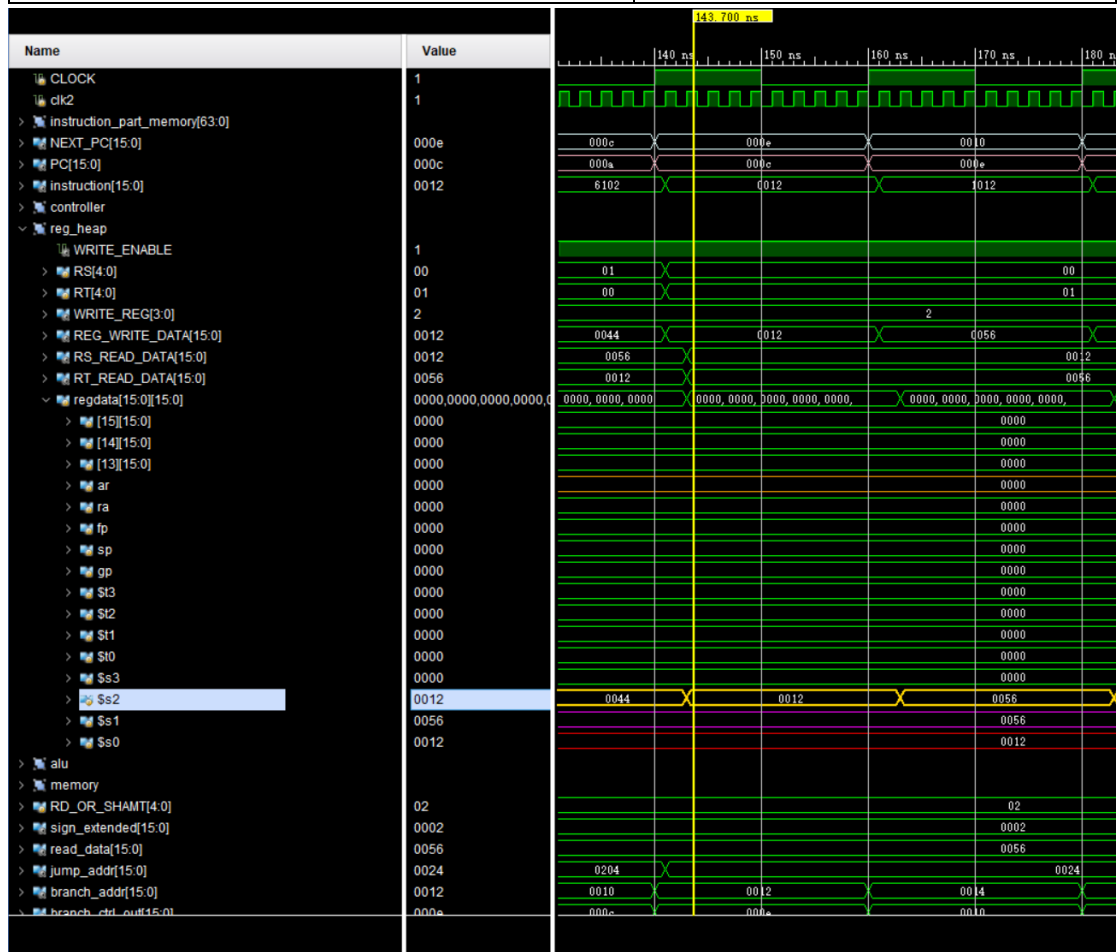 143.700 ns
Name Value 140 ns 150 ns 160 ns 170 ns 180 n
CLOCK 1
clk2 1
instruction_part_memory[63:0]
NEXT_PC[15:0] 000e 000c 000e 0010
PC[15:0] 000c 000a 000c 000e
instruction[15:0] 0012 6102 0012 1012
controller
reg_heap
WRITE_ENABLE 1
RS[4:0] 00 01 00
RT[4:0] 01 00 01
WRITE_REG[3:0] 2 2
REG_WRITE_DATA[15:0] 0012 0044 0012 0056
RS_READ_DATA[15:0] 0012 0056 0012
RT_READ_DATA[15:0] 0056 0012 0056
regdata[15:0][15:0] 0000,0000,0000,0000,0 0000,0000,0000 0000,0000,0000,0000,0000, 0000,0000,0000,0000,0000,
[15][15:0] 0000 0000
[14][15:0] 0000 0000
[13][15:0] 0000 0000
ar 0000 0000
ra 0000 0000
fp 0000 0000
sp 0000 0000
gp 0000 0000
$t3 0000 0000
$t2 0000 0000
$t1 0000 0000
$t0 0000 0000
$s3 0000 0000
$s2 0012 0044 0012 0056
$s1 0056 0056
$s0 0012 0012
alu
memory
RD_OR_SHAMT[4:0] 02 02
sign_extended[15:0] 0002 0002
read_data[15:0] 0056 0056
jump_addr[15:0] 0024 0204 0024
branch_addr[15:0] 0012 0010 0012 0014
branch_ctrl_out[15:0] 000e 000c 000e 0010